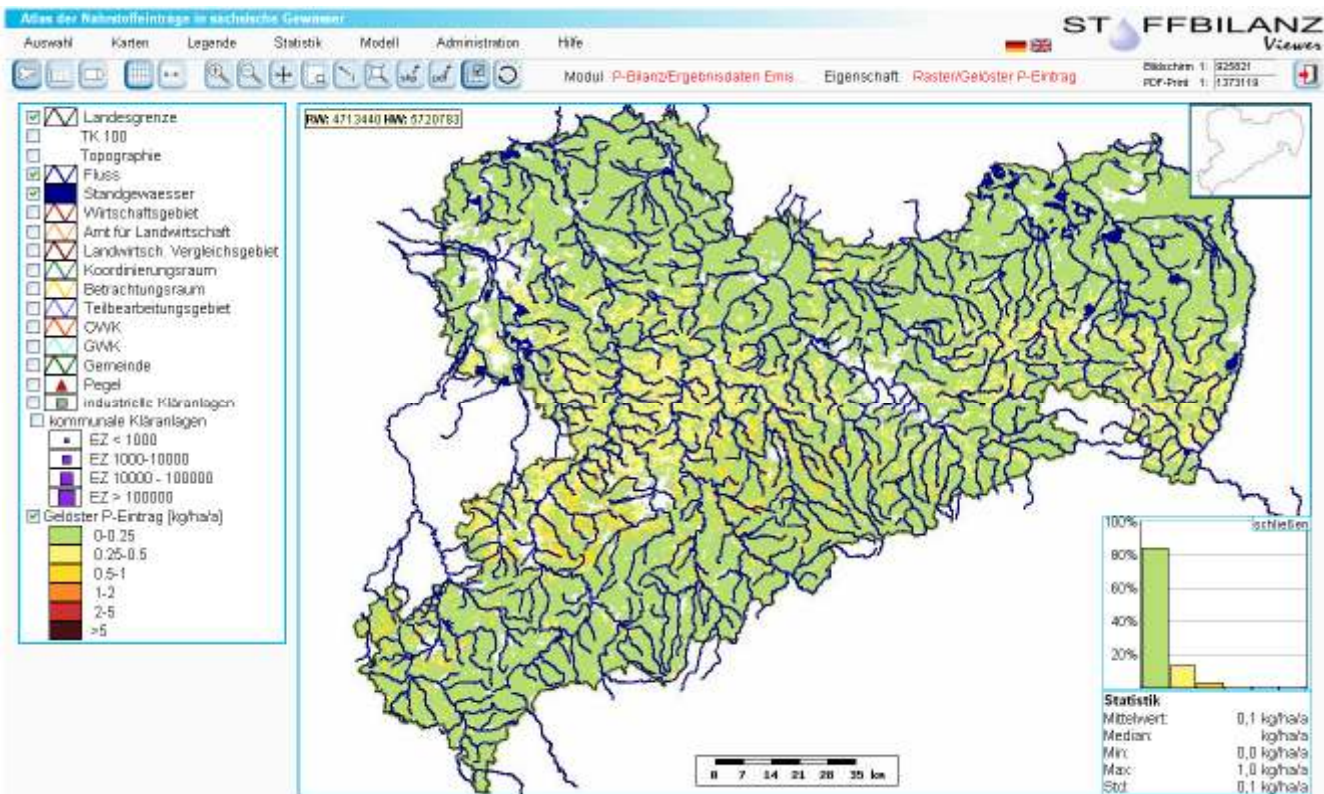 Atlas der Nährstoffeinträge in sächsische Gewässer
STOFFBILANZ
Viewer
Auswahl Karten Legende Statistik Modell Administration Hilfe
Modul P-Bilanz/Ergebnisdaten Emis... Eigenschaft Raster/Gelöster P-Eintrag
Bildschirm 1: 925821
PDF-Print 1: 1373119
Landesgrenze
TK 100
Topographie
Fluss
Standgewaesser
Wirtschaftsgebiet
Amt für Landwirtschaft
Landwirtsch. Vergleichsgebiet
Koordinierungsraum
Betrachtungsraum
Teilbearbeitungsgebiet
OWK
GWK
Gemeinde
Pegel
industrielle Kläranlagen
kommunale Kläranlagen
EZ < 1000
EZ 1000-10000
EZ 10000 - 100000
EZ > 100000
Gelöster P-Eintrag [kg/ha/a]
0-0.25
0.25-0.5
0.5-1
1-2
2-5
>5
RW: 4713440 HW: 5720783
0 7 14 21 28 35 km
schließen
100%
80%
60%
40%
20%
Statistik
Mittelwert: 0,1 kg/ha/a
Median: kg/ha/a
Min: 0,0 kg/ha/a
Max: 1,0 kg/ha/a
Std: 0,1 kg/ha/a